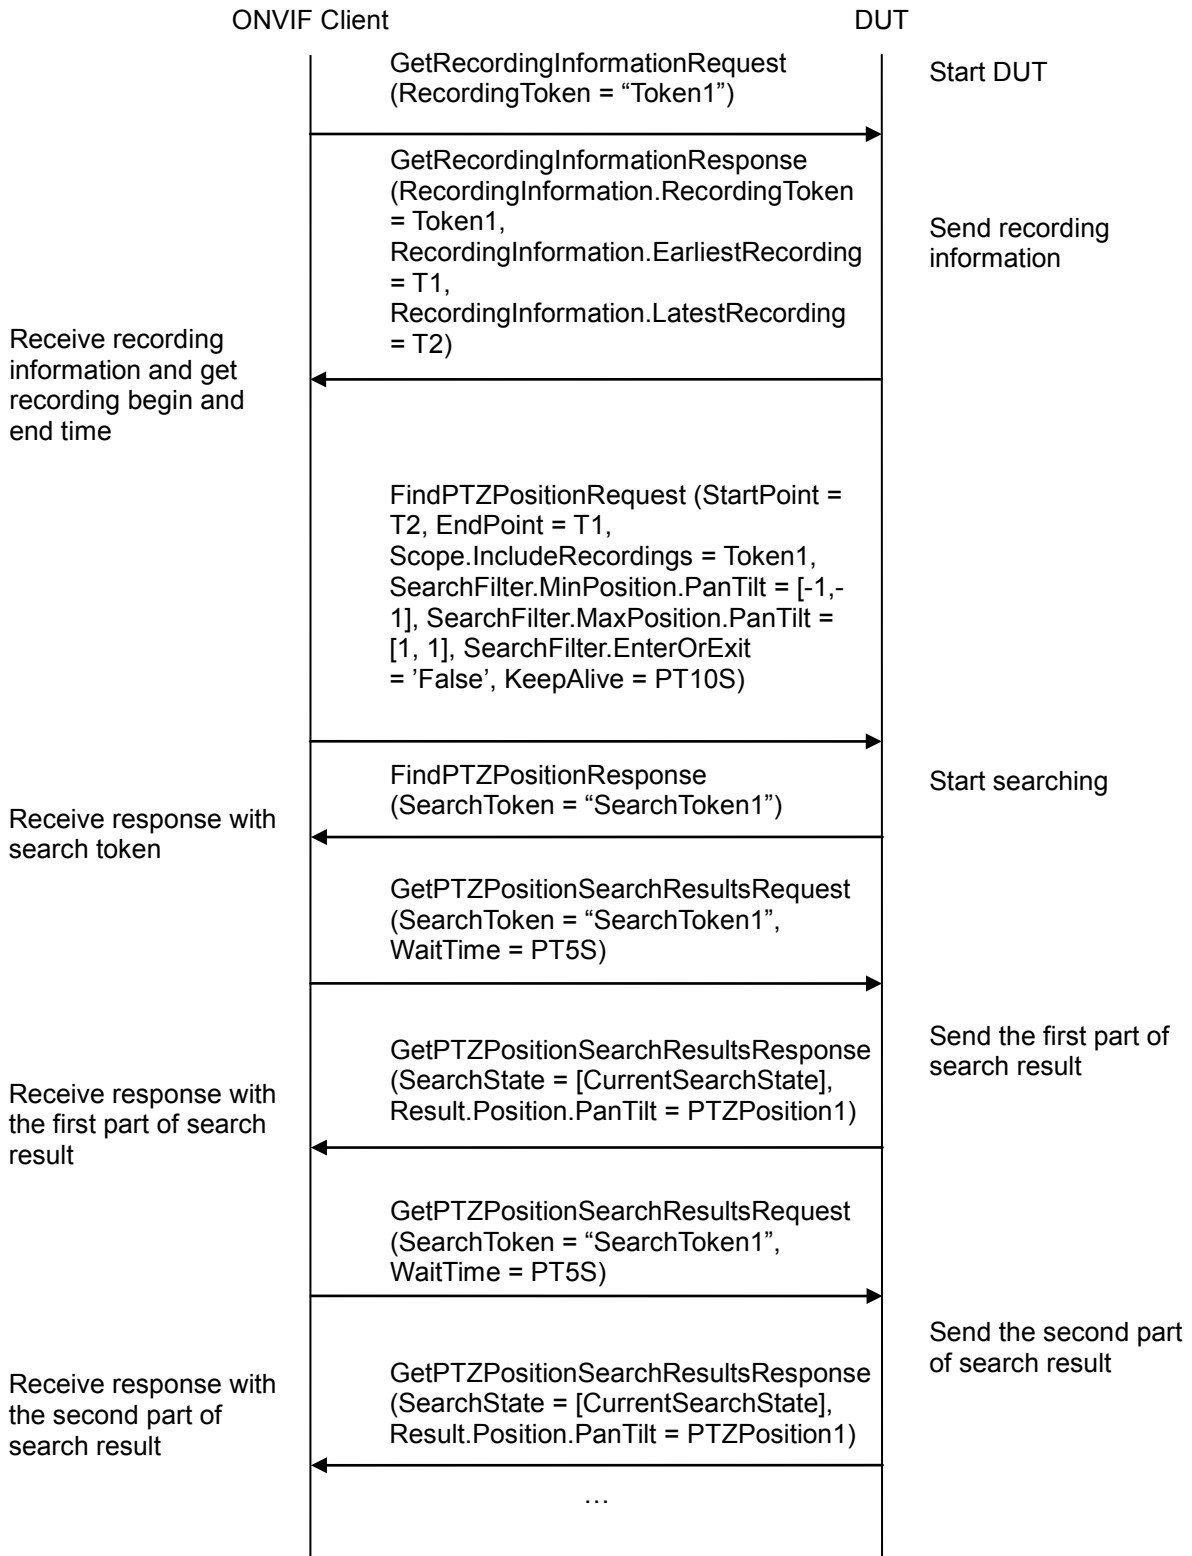 ONVIF Client
DUT
GetRecordingInformationRequest
(RecordingToken = “Token1”)
Start DUT
GetRecordingInformationResponse
(RecordingInformation.RecordingToken
= Token1,
RecordingInformation.EarliestRecording
= T1,
RecordingInformation.LatestRecording
= T2)
Send recording
information
Receive recording
information and get
recording begin and
end time
FindPTZPositionRequest (StartPoint =
T2, EndPoint = T1,
Scope.IncludeRecordings = Token1,
SearchFilter.MinPosition.PanTilt = [-1,-
1], SearchFilter.MaxPosition.PanTilt =
[1, 1], SearchFilter.EnterOrExit
= ’False’, KeepAlive = PT10S)
FindPTZPositionResponse
(SearchToken = “SearchToken1”)
Start searching
Receive response with
search token
GetPTZPositionSearchResultsRequest
(SearchToken = “SearchToken1”,
WaitTime = PT5S)
GetPTZPositionSearchResultsResponse
(SearchState = [CurrentSearchState],
Result.Position.PanTilt = PTZPosition1)
Send the first part of
search result
Receive response with
the first part of search
result
GetPTZPositionSearchResultsRequest
(SearchToken = “SearchToken1”,
WaitTime = PT5S)
GetPTZPositionSearchResultsResponse
(SearchState = [CurrentSearchState],
Result.Position.PanTilt = PTZPosition1)
Send the second part
of search result
Receive response with
the second part of
search result
…